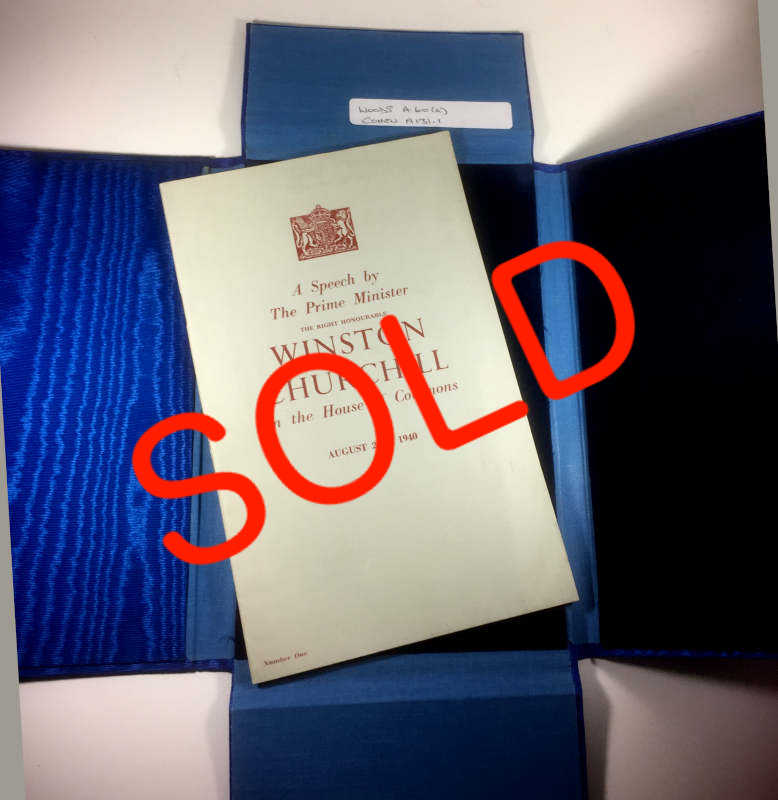 WOODS A60(a)
COHEN A131.1
A Speech by
The Prime Minister
THE RIGHT HONOURABLE
WINSTON
CHURCHILL
in the House Commons
AUGUST 1940
Number One
SOLD